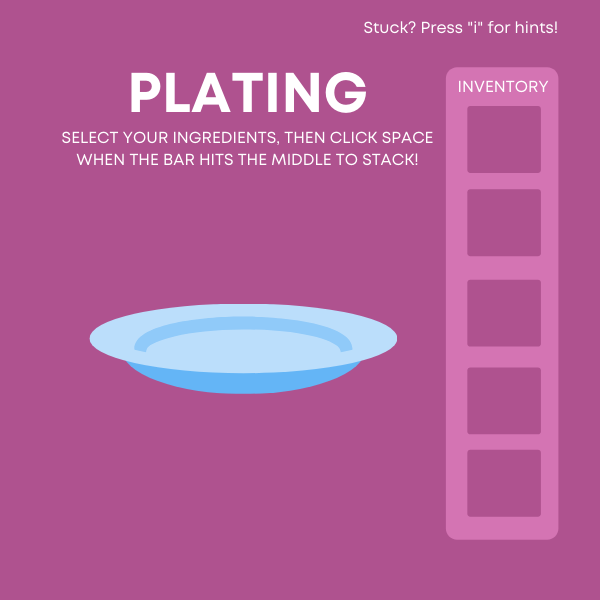 Stuck? Press "i" for hints!
PLATING
SELECT YOUR INGREDIENTS, THEN CLICK SPACE
WHEN THE BAR HITS THE MIDDLE TO STACK!
INVENTORY